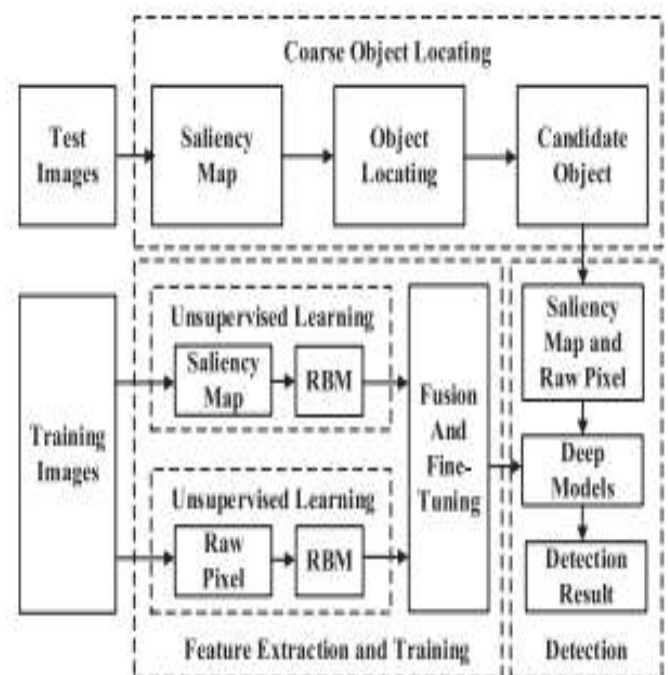 Coarse Object Locating
Test
Images
Saliency
Map
Object
Locating
Candidate
Object
Training
Images
Unsupervised Learning
Saliency
Map
RBM
Unsupervised Learning
Raw
Pixel
RBM
Fusion
And
Fine-
Tuning
Feature Extraction and Training
Saliency
Map and
Raw Pixel
Deep
Models
Detection
Result
Detection